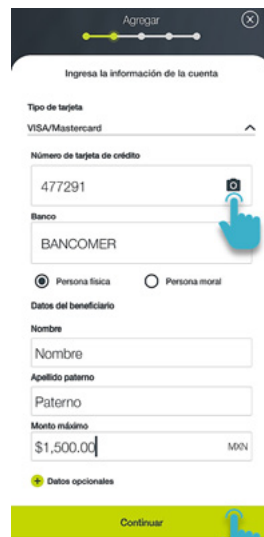 Agregar
Ingresa la información de la cuenta
Tipo de tarjeta
VISA/Mastercard
Número de tarjeta de crédito
477291
Banco
BANCOMER
Persona física Persona moral
Datos del beneficiario
Nombre
Nombre
Apellido paterno
Paterno
Monto máximo
$1,500.00 MXN
Datos opcionales
Continuar